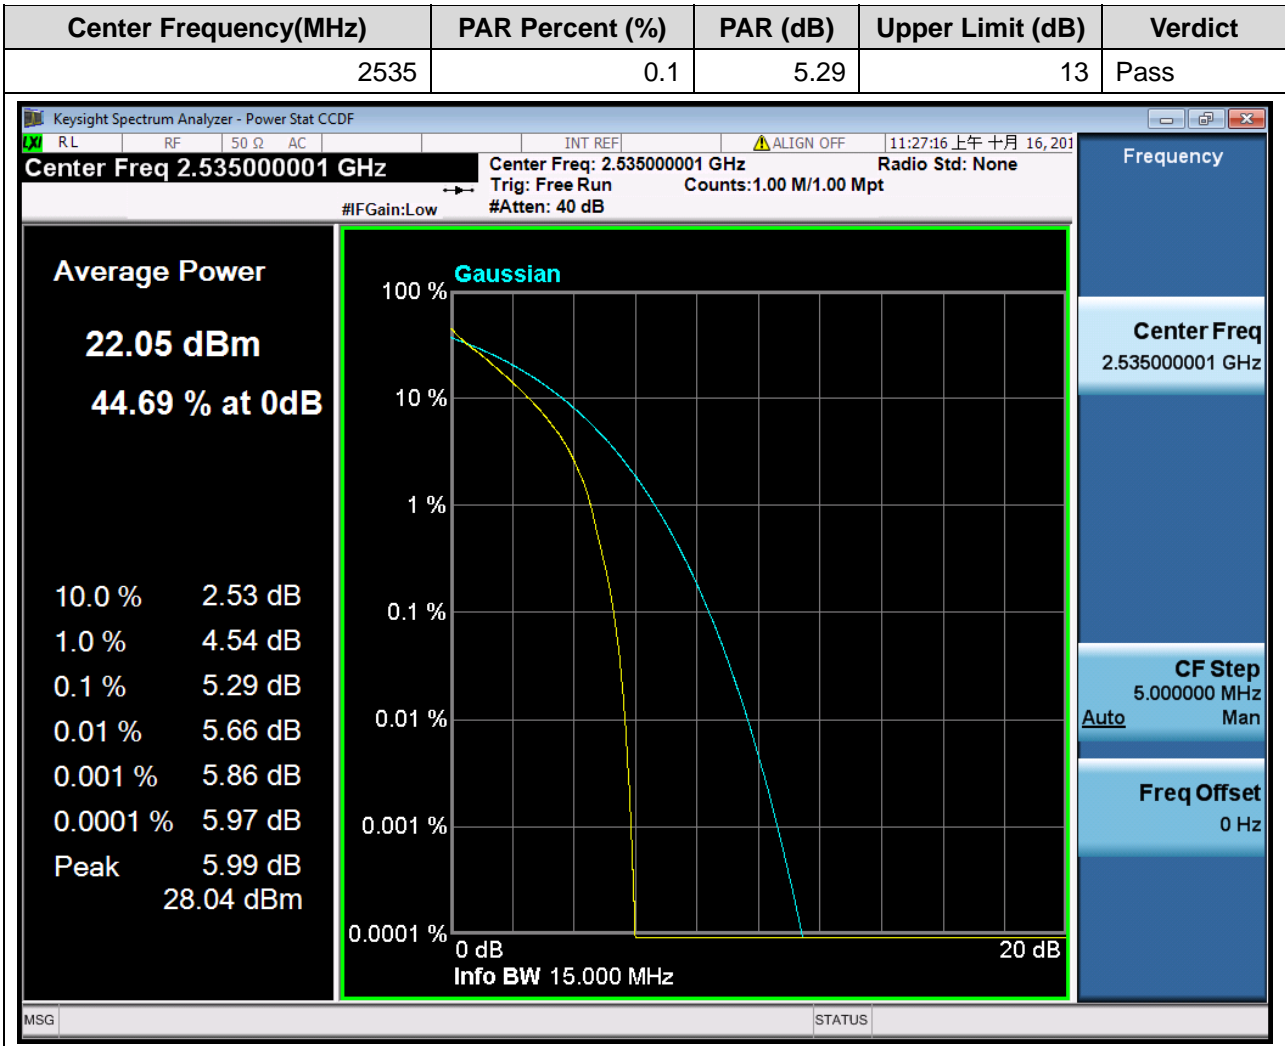 Center Frequency(MHz) PAR Percent (%) PAR (dB) Upper Limit (dB) Verdict
2535 0.1 5.29 13 Pass
Keysight Spectrum Analyzer - Power Stat CCDF
LXI RL RF 50 Ω AC INT REF ALIGN OFF 11:27:16 上午 十月 16, 201
Center Freq 2.535000001 GHz
Center Freq: 2.535000001 GHz Radio Std: None
Trig: Free Run Counts:1.00 M/1.00 Mpt
#IFGain:Low #Atten: 40 dB
Average Power
22.05 dBm
44.69 % at 0dB
10.0 % 2.53 dB
1.0 % 4.54 dB
0.1 % 5.29 dB
0.01 % 5.66 dB
0.001 % 5.86 dB
0.0001 % 5.97 dB
Peak 5.99 dB
28.04 dBm
Gaussian
100 %
10 %
1 %
0.1 %
0.01 %
0.001 %
0.0001 %
0 dB 20 dB
Info BW 15.000 MHz
Frequency
Center Freq
2.535000001 GHz
CF Step
5.000000 MHz
Auto Man
Freq Offset
0 Hz
MSG STATUS